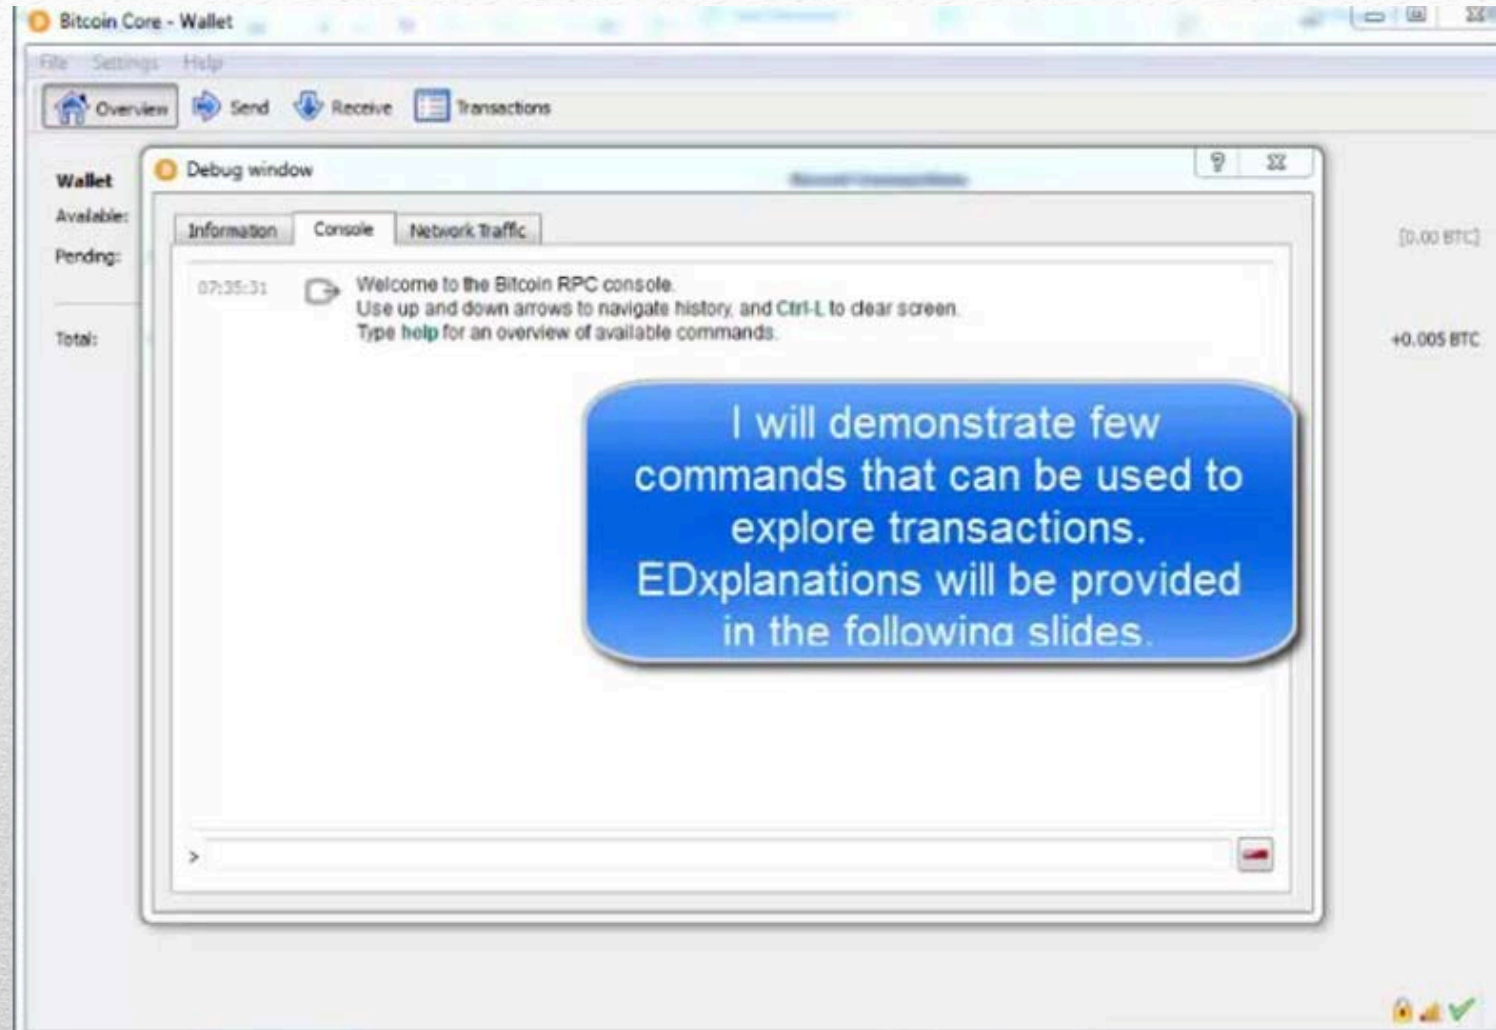 Bitcoin Core - Wallet
File Settings Help
Overview Send Receive Transactions
Debug window
Wallet
Available:
Information Console Network Traffic
[0.00 BTC]
Pending:
07:35:31 Welcome to the Bitcoin RPC console.
Use up and down arrows to navigate history, and Ctrl-L to clear screen.
Type help for an overview of available commands.
Total:
+0.005 BTC
I will demonstrate few
commands that can be used to
explore transactions.
EDxplanations will be provided
in the following slides.
>